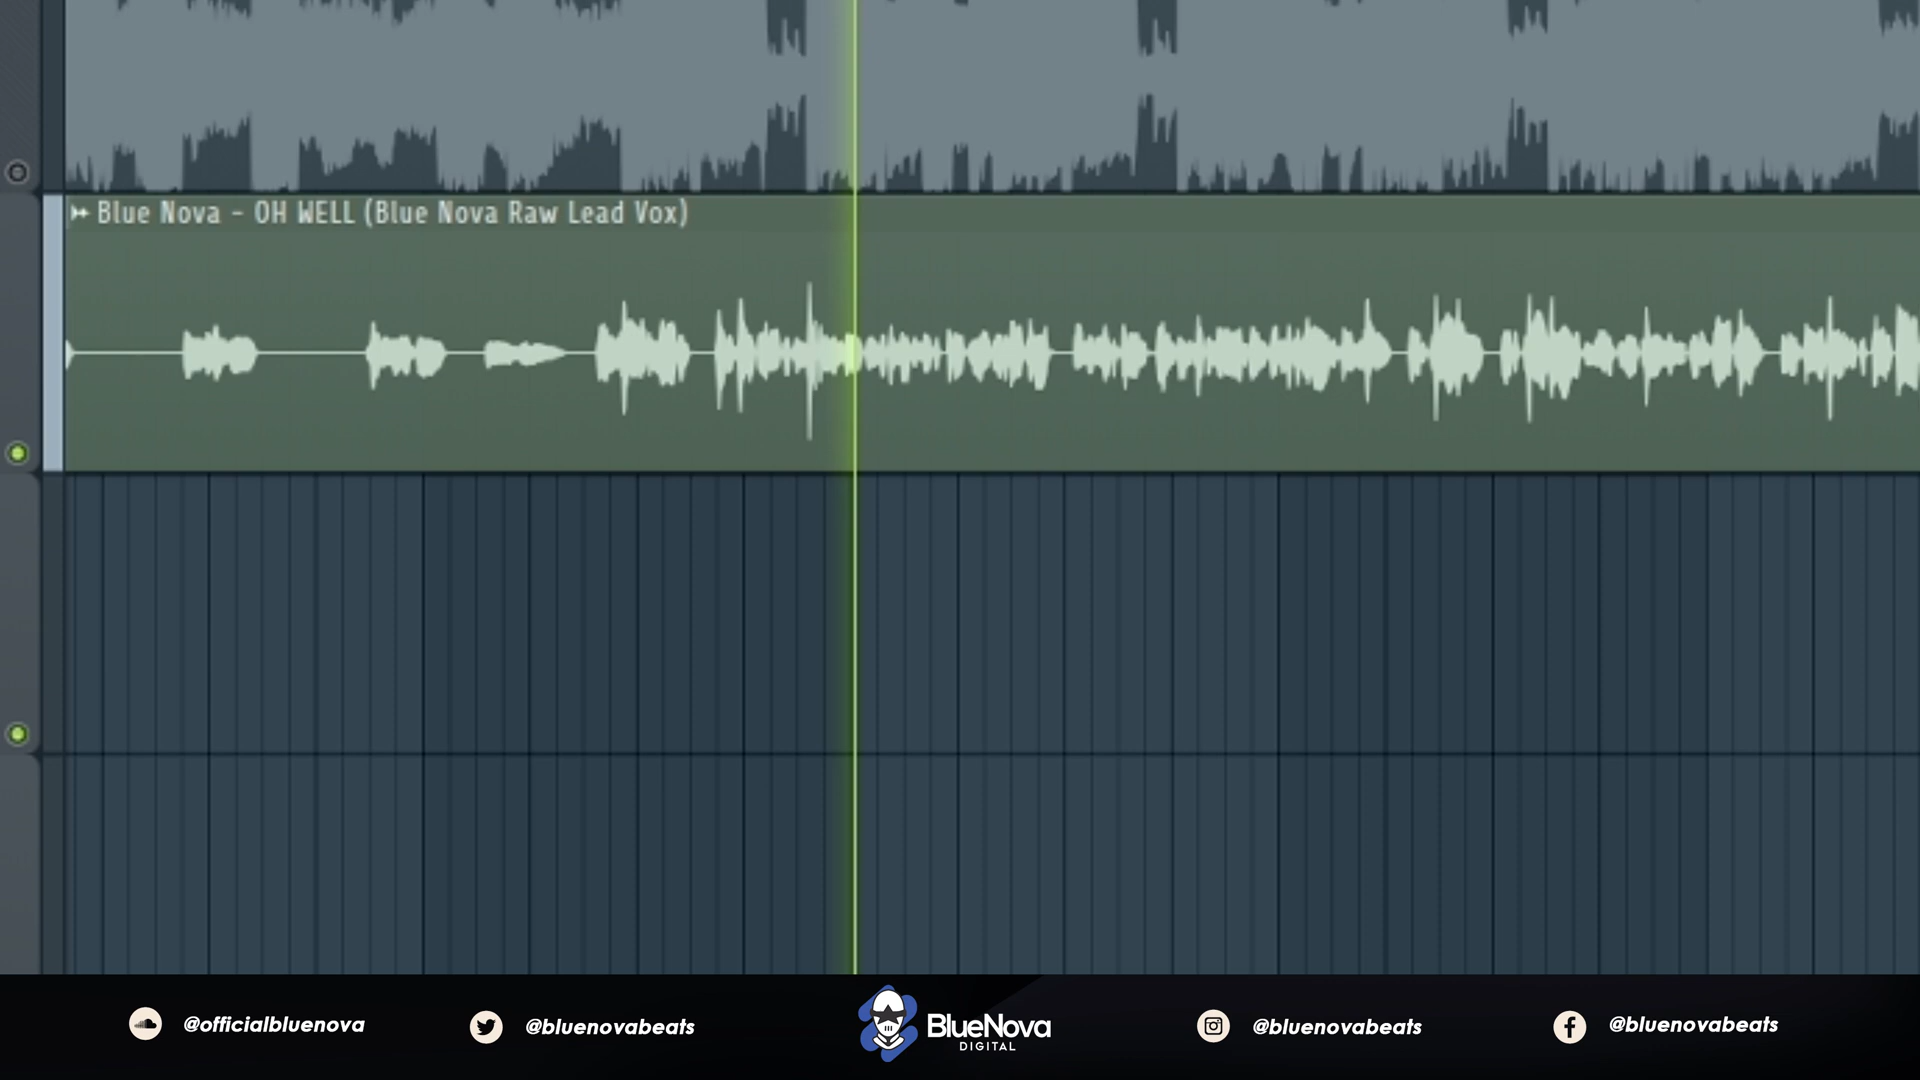 Blue Nova - OH WELL (Blue Nova Raw Lead Vox)
@officialbluenova
@bluenovabeats
BlueNova
DIGITAL
@bluenovabeats
@bluenovabeats